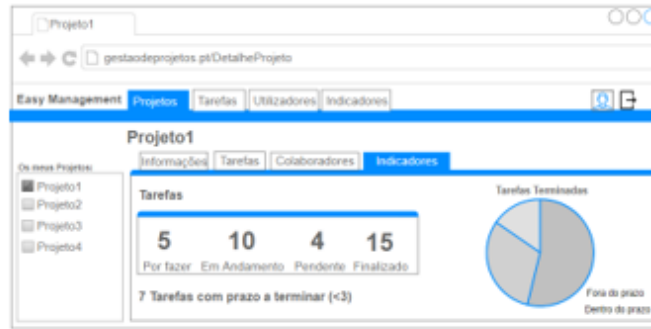 Projeto1
gestaodeprojetos.pt/DetalheProjeto
Easy Management Projetos Tarefas Utilizadores Indicadores
Projeto1
Os meus Projetos:
Informações Tarefas Colaboradores Indicadores
Projeto1
Projeto2
Projeto3
Projeto4
Tarefas
5 10 4 15
Por fazer Em Andamento Pendente Finalizado
7 Tarefas com prazo a terminar (<3)
Tarefas Terminadas
Fora do prazo
Dentro do prazo